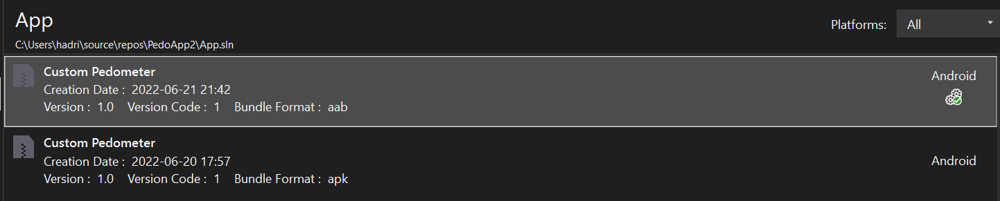 App
Platforms: All
C:\Users\hadri\source\repos\PedoApp2\App.sln
Custom Pedometer
Android
Creation Date : 2022-06-21 21:42
Version : 1.0 Version Code : 1 Bundle Format : aab
Custom Pedometer
Creation Date : 2022-06-20 17:57
Android
Version : 1.0 Version Code : 1 Bundle Format : apk